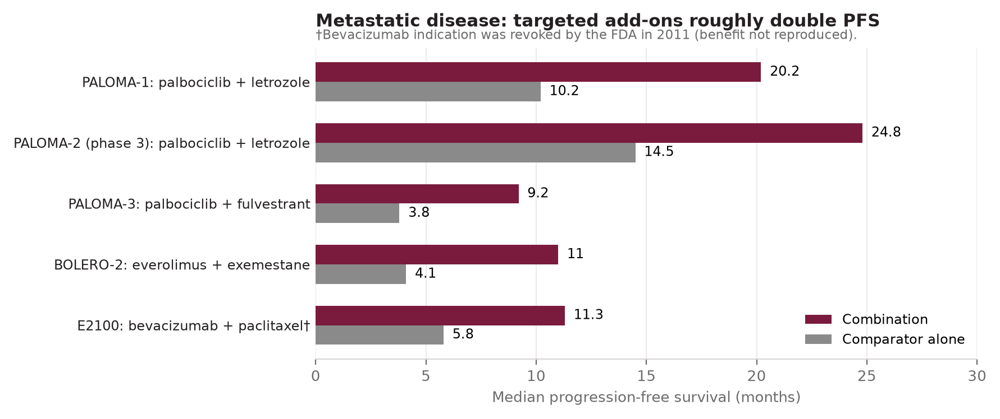 Metastatic disease: targeted add-ons roughly double PFS
†Bevacizumab indication was revoked by the FDA in 2011 (benefit not reproduced).
PALOMA-1: palbociclib + letrozole
20.2
10.2
PALOMA-2 (phase 3): palbociclib + letrozole
24.8
14.5
PALOMA-3: palbociclib + fulvestrant
9.2
3.8
BOLERO-2: everolimus + exemestane
11
4.1
E2100: bevacizumab + paclitaxel†
11.3
5.8
Combination
Comparator alone
0 5 10 15 20 25 30
Median progression-free survival (months)